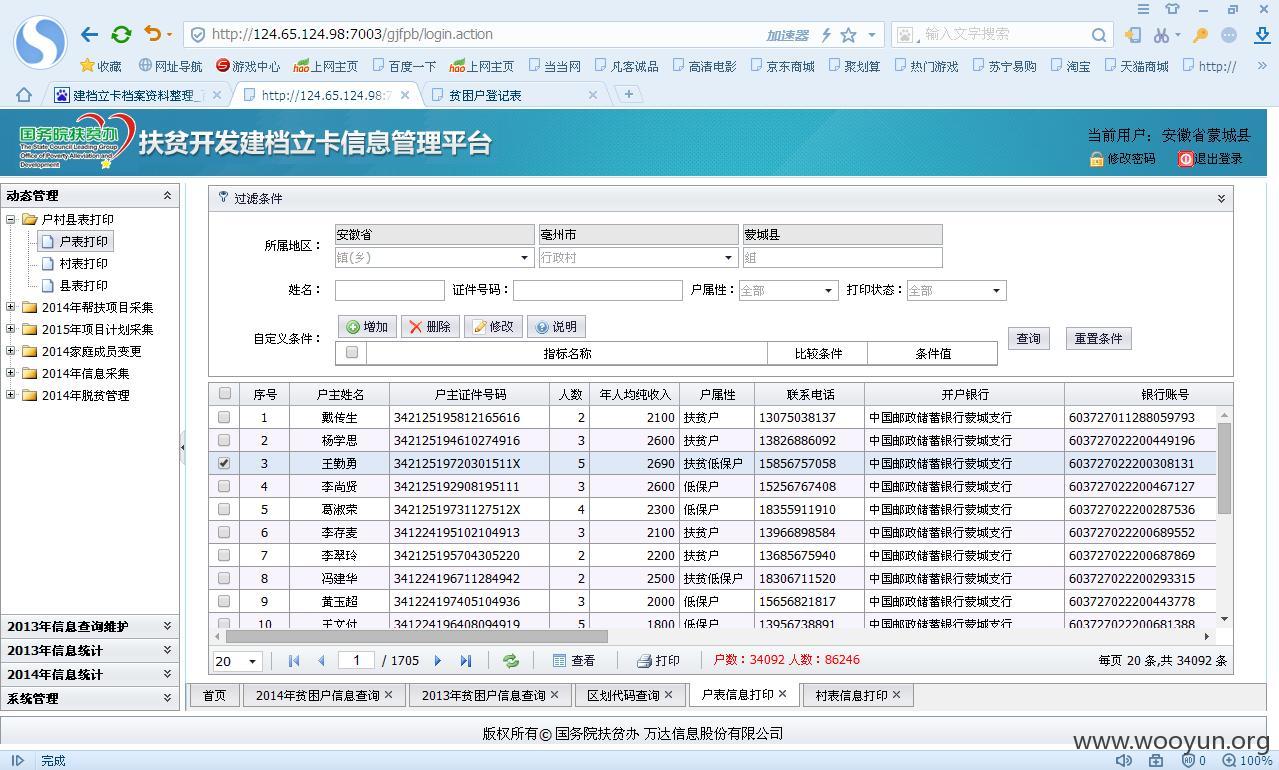 http://124.65.124.98:7003/gjfpb/login.action 加速器 输入文字搜索
收藏 网址导航 游戏中心 hao 上网主页 百度一下 hao 上网主页 当当网 凡客诚品 高清电影 京东商城 聚划算 热门游戏 苏宁易购 淘宝 天猫商城 http://
建档立卡档案资料整理_ http://124.65.124.98:7 贫困户登记表
国务院扶贫办
The State Council Leading Group
Office of Poverty Alleviation and
Development
扶贫开发建档立卡信息管理平台
当前用户：安徽省蒙城县
修改密码 退出登录
动态管理
户村县表打印
户表打印
村表打印
县表打印
2014年帮扶项目采集
2015年项目计划采集
2014家庭成员变更
2014年信息采集
2014年脱贫管理
2013年信息查询维护
2013年信息统计
2014年信息统计
系统管理
过滤条件
所属地区： 安徽省 亳州市 蒙城县
镇(乡) 行政村 组
姓名： 证件号码： 户属性： 全部 打印状态： 全部
自定义条件： 增加 删除 修改 说明
指标名称 比较条件 条件值
查询 重置条件
序号 户主姓名 户主证件号码 人数 年人均纯收入 户属性 联系电话 开户银行 银行账号
1 戴传生 342125195812165616 2 2100 扶贫户 13075038137 中国邮政储蓄银行蒙城支行 603727011288059793
2 杨学恩 342125194610274916 3 2600 扶贫户 13826886092 中国邮政储蓄银行蒙城支行 603727022200449196
3 王勤勇 34212519720301511X 5 2690 扶贫低保户 15856757058 中国邮政储蓄银行蒙城支行 603727022200308131
4 李尚贤 342125192908195111 3 2600 低保户 15256767408 中国邮政储蓄银行蒙城支行 603727022200467127
5 葛淑荣 34212519731127512X 4 2300 低保户 18355911910 中国邮政储蓄银行蒙城支行 603727022200287536
6 李存麦 341224195102104913 3 2100 扶贫户 13966898584 中国邮政储蓄银行蒙城支行 603727022200689552
7 李翠玲 342125195704305220 2 2200 扶贫户 13685675940 中国邮政储蓄银行蒙城支行 603727022200687869
8 冯建华 341224196711284942 2 2500 扶贫低保户 18306711520 中国邮政储蓄银行蒙城支行 603727022200293315
9 黄玉超 341224197405104936 3 2000 低保户 15656821817 中国邮政储蓄银行蒙城支行 603727022200443778
10 王文付 341224196408094919 5 1800 低保户 13956738891 中国邮政储蓄银行蒙城支行 603727022200681388
20 1 / 1705 查看 打印 户数：34092 人数：86246 每页 20 条,共 34092 条
首页 2014年贫困户信息查询 2013年贫困户信息查询 区划代码查询 户表信息打印 村表信息打印
版权所有© 国务院扶贫办 万达信息股份有限公司
www.wooyun.org
完成 0 100%